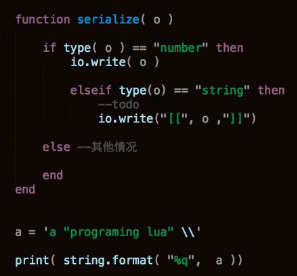 function serialize( o )
if type( o ) == "number" then
io.write( o )
elseif type(o) == "string" then
--todo
io.write("[[", o ,"]]")
else --其他情况
end
end
a = 'a "programing lua" \\'
print( string.format( "%q", a ))